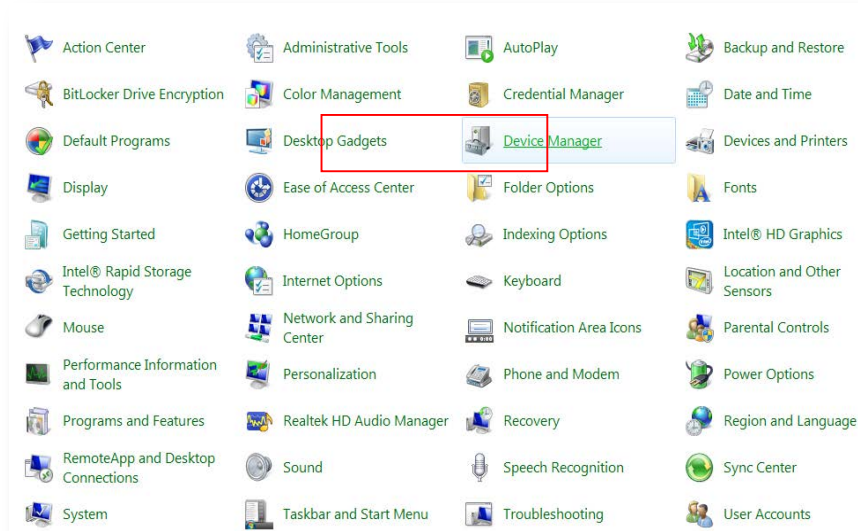 Action Center
Administrative Tools
AutoPlay
Backup and Restore
BitLocker Drive Encryption
Color Management
Credential Manager
Date and Time
Default Programs
Desktop Gadgets
Device Manager
Devices and Printers
Display
Ease of Access Center
Folder Options
Fonts
Getting Started
HomeGroup
Indexing Options
Intel® HD Graphics
Intel® Rapid Storage
Technology
Internet Options
Keyboard
Location and Other
Sensors
Mouse
Network and Sharing
Center
Notification Area Icons
Parental Controls
Performance Information
and Tools
Personalization
Phone and Modem
Power Options
Programs and Features
Realtek HD Audio Manager
Recovery
Region and Language
RemoteApp and Desktop
Connections
Sound
Speech Recognition
Sync Center
System
Taskbar and Start Menu
Troubleshooting
User Accounts